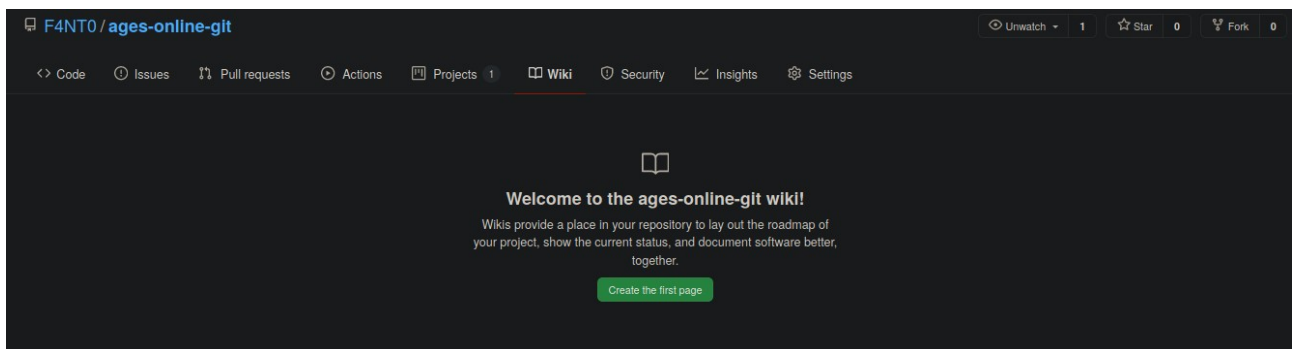 F4NT0 / ages-online-git
Unwatch 1 Star 0 Fork 0
<> Code Issues Pull requests Actions Projects 1 Wiki Security Insights Settings
Welcome to the ages-online-git wiki!
Wikis provide a place in your repository to lay out the roadmap of
your project, show the current status, and document software better,
together.
Create the first page